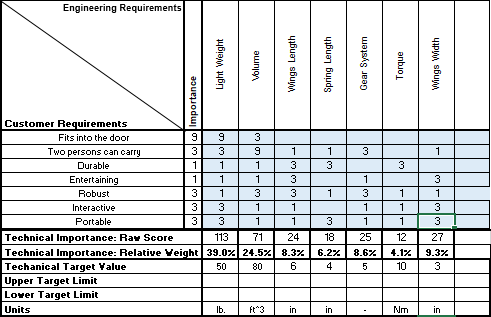 Engineering Requirements
Customer Requirements
Importance
Light Weight
Volume
Wings Length
Spring Length
Gear System
Torque
Wings Width
Fits into the door 9 9 3
Two persons can carry 3 3 9 1 1 3 1
Durable 1 1 1 3 3 3
Entertaining 1 1 1 3 1 3
Robust 3 1 3 3 1 3 1 1
Interactive 3 3 1 1 1 1 3
Portable 3 3 1 1 3 1 1 3
Technical Importance: Raw Score 113 71 24 18 25 12 27
Technical Importance: Relative Weight 39.0% 24.5% 8.3% 6.2% 8.6% 4.1% 9.3%
Techanical Target Value 50 80 6 4 5 10 3
Upper Target Limit
Lower Target Limit
Units lb. ft^3 in in - Nm in